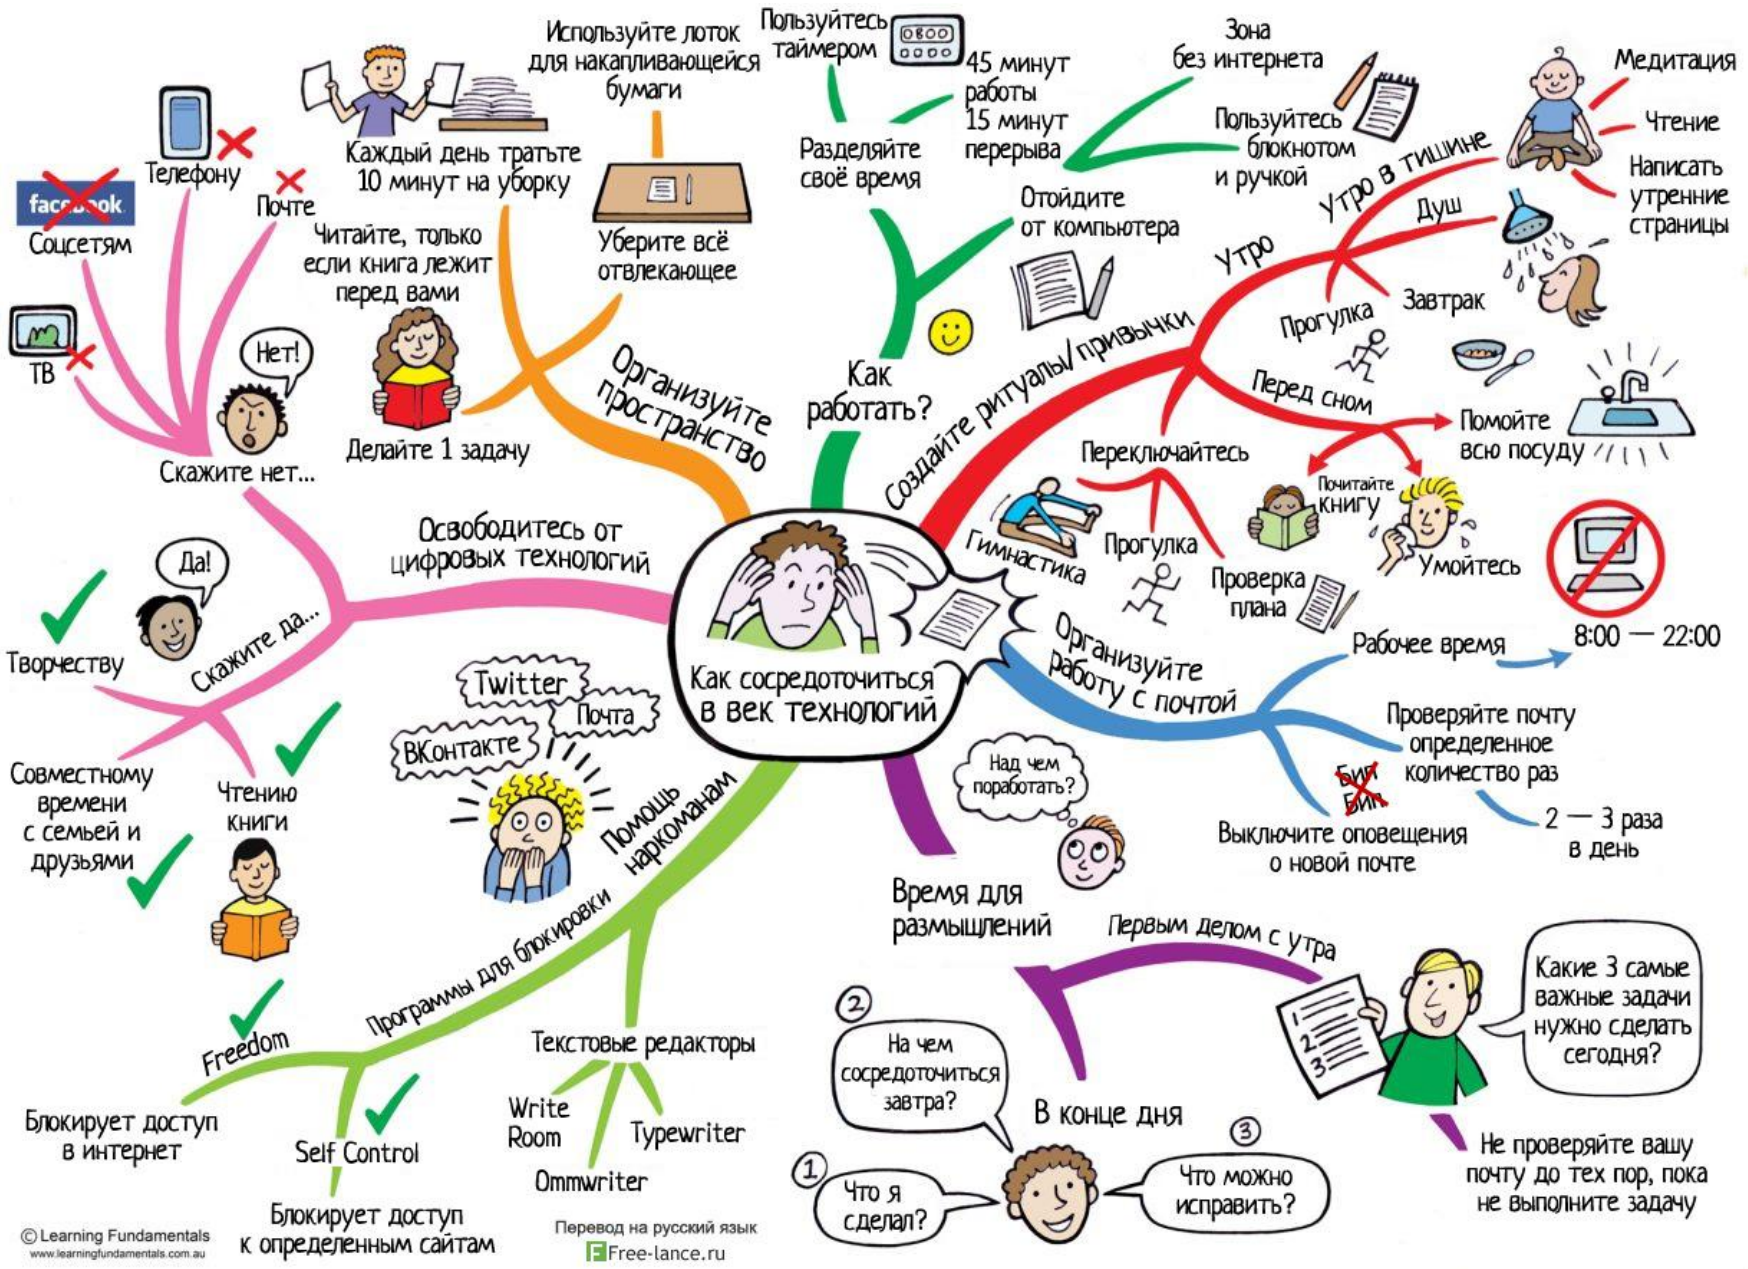 Как сосредоточиться
в век технологий
Как
работать?
Разделяйте
своё время
Пользуйтесь
таймером
0800
45 минут
работы
15 минут
перерыва
Отойдите
от компьютера
Зона
без интернета
Пользуйтесь
блокнотом
и ручкой
Создайте ритуалы/привычки
Утро
Утро в тишине
Медитация
Чтение
Написать
утренние
страницы
Душ
Завтрак
Прогулка
Перед сном
Помойте
всю посуду
Почитайте
книгу
Умойтесь
Переключайтесь
Гимнастика
Прогулка
Проверка
плана
Организуйте
работу с почтой
Рабочее время
8:00 — 22:00
Проверяйте почту
определенное
количество раз
2 — 3 раза
в день
Бип
Бип
Выключите оповещения
о новой почте
Над чем
поработать?
Время для
размышлений
Первым делом с утра
1
2
3
Какие 3 самые
важные задачи
нужно сделать
сегодня?
Не проверяйте вашу
почту до тех пор, пока
не выполните задачу
В конце дня
1
Что я
сделал?
2
На чем
сосредоточиться
завтра?
3
Что можно
исправить?
Помощь
наркоманам
Twitter
Почта
ВКонтакте
Программы для блокировки
Freedom
Блокирует доступ
в интернет
Self Control
Блокирует доступ
к определенным сайтам
Текстовые редакторы
Write
Room
Ommwriter
Typewriter
Освободитесь от
цифровых технологий
Скажите да...
Да!
Творчеству
Совместному
времени
с семьей и
друзьями
Чтению
книги
Скажите нет...
Нет!
ТВ
facebook
Соцсетям
Телефону
Почте
Организуйте
пространство
Каждый день тратьте
10 минут на уборку
Используйте лоток
для накапливающейся
бумаги
Уберите всё
отвлекающее
Читайте, только
если книга лежит
перед вами
Делайте 1 задачу
© Learning Fundamentals
www.learningfundamentals.com.au
Перевод на русский язык
F Free-lance.ru